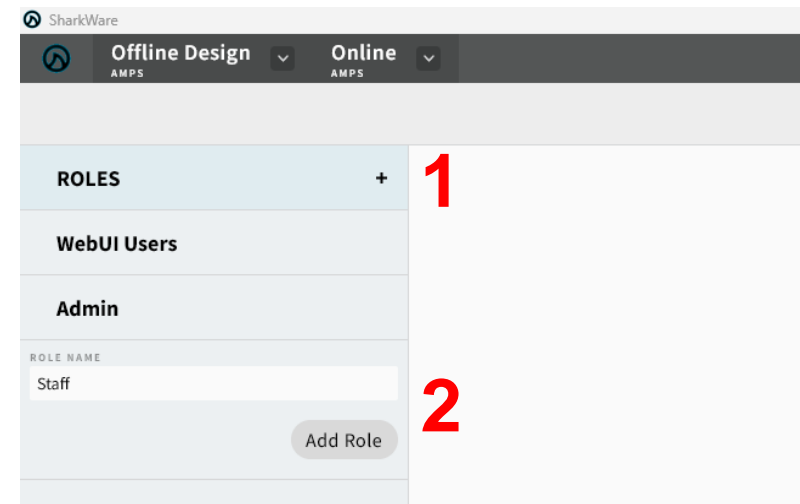 SharkWare
Offline Design
AMPS
Online
AMPS
ROLES +
1
WebUI Users
Admin
ROLE NAME
Staff
2
Add Role